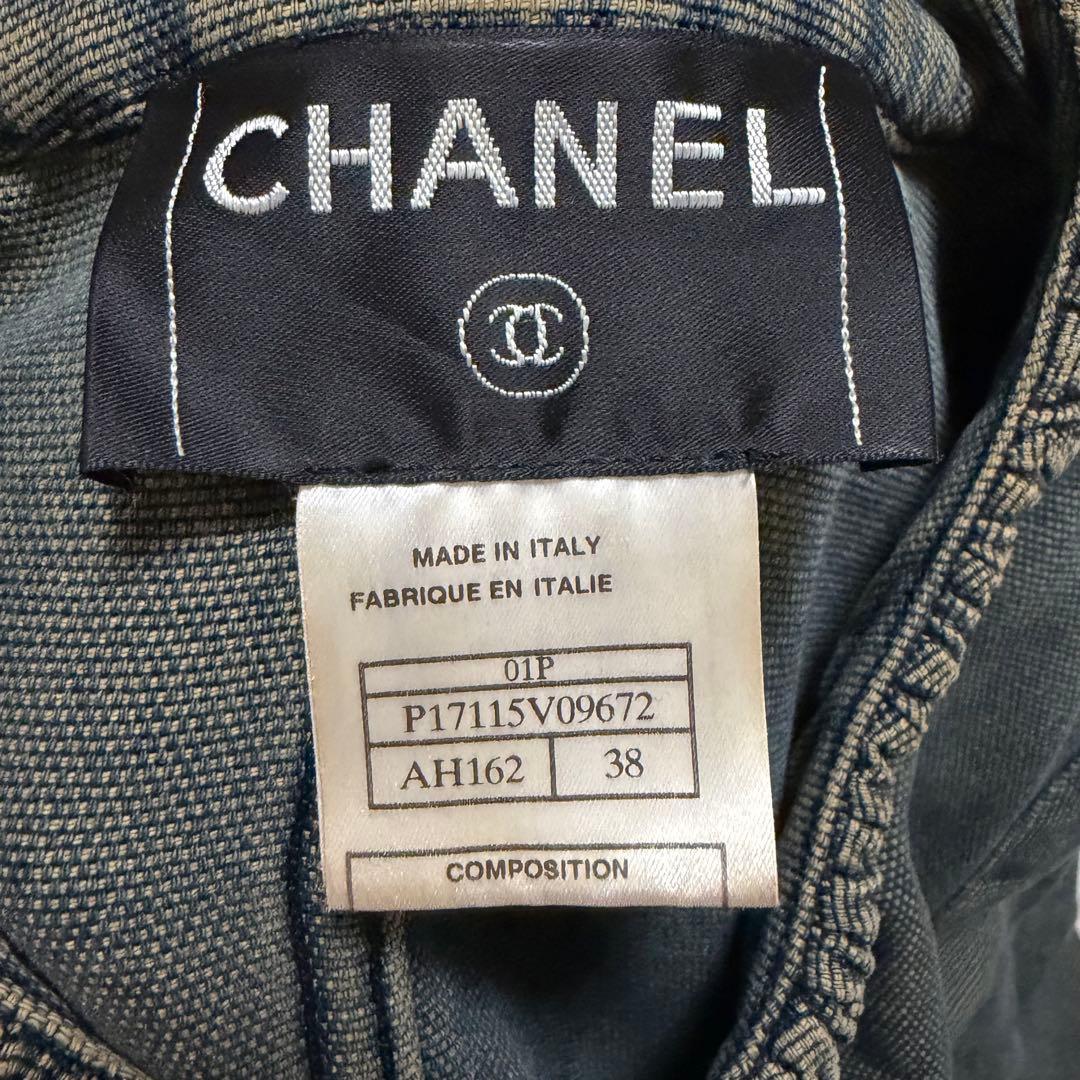 CHANEL
MADE IN ITALY
FABRIQUE EN ITALIE
01P
P17115V09672
AH162 38
COMPOSITION